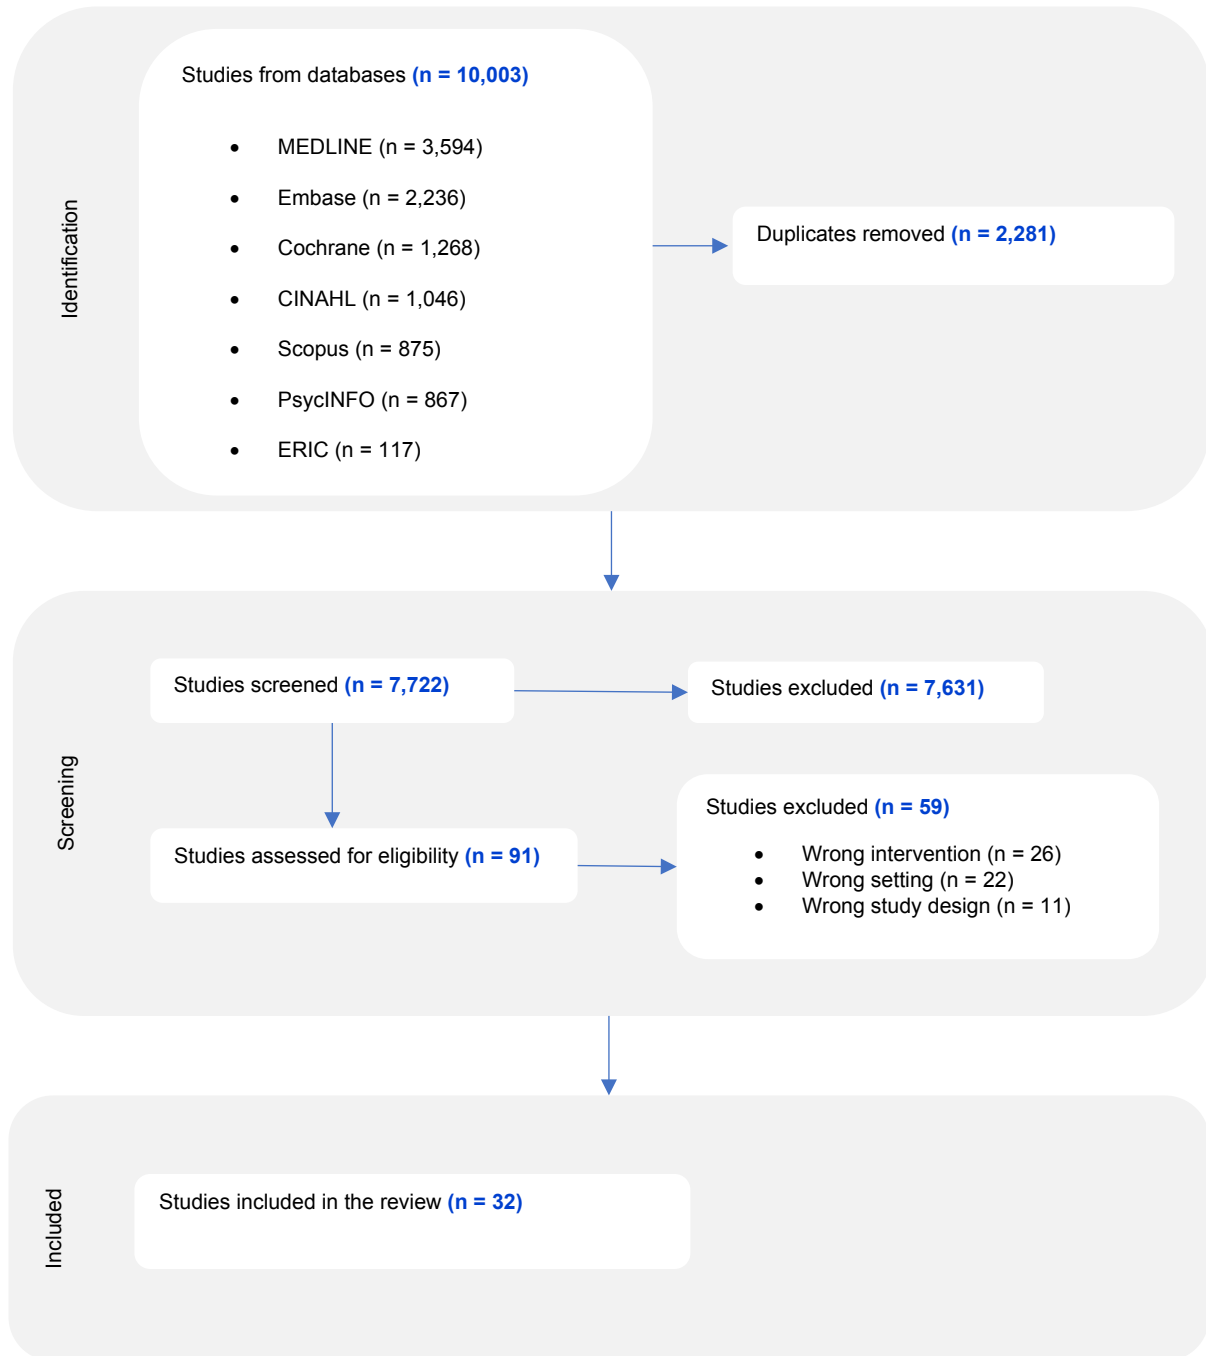 Identification
Studies from databases (n = 10,003)
• MEDLINE (n = 3,594)
• Embase (n = 2,236)
• Cochrane (n = 1,268)
• CINAHL (n = 1,046)
• Scopus (n = 875)
• PsycINFO (n = 867)
• ERIC (n = 117)
Duplicates removed (n = 2,281)
Screening
Studies screened (n = 7,722)
Studies excluded (n = 7,631)
Studies assessed for eligibility (n = 91)
Studies excluded (n = 59)
• Wrong intervention (n = 26)
• Wrong setting (n = 22)
• Wrong study design (n = 11)
Included
Studies included in the review (n = 32)